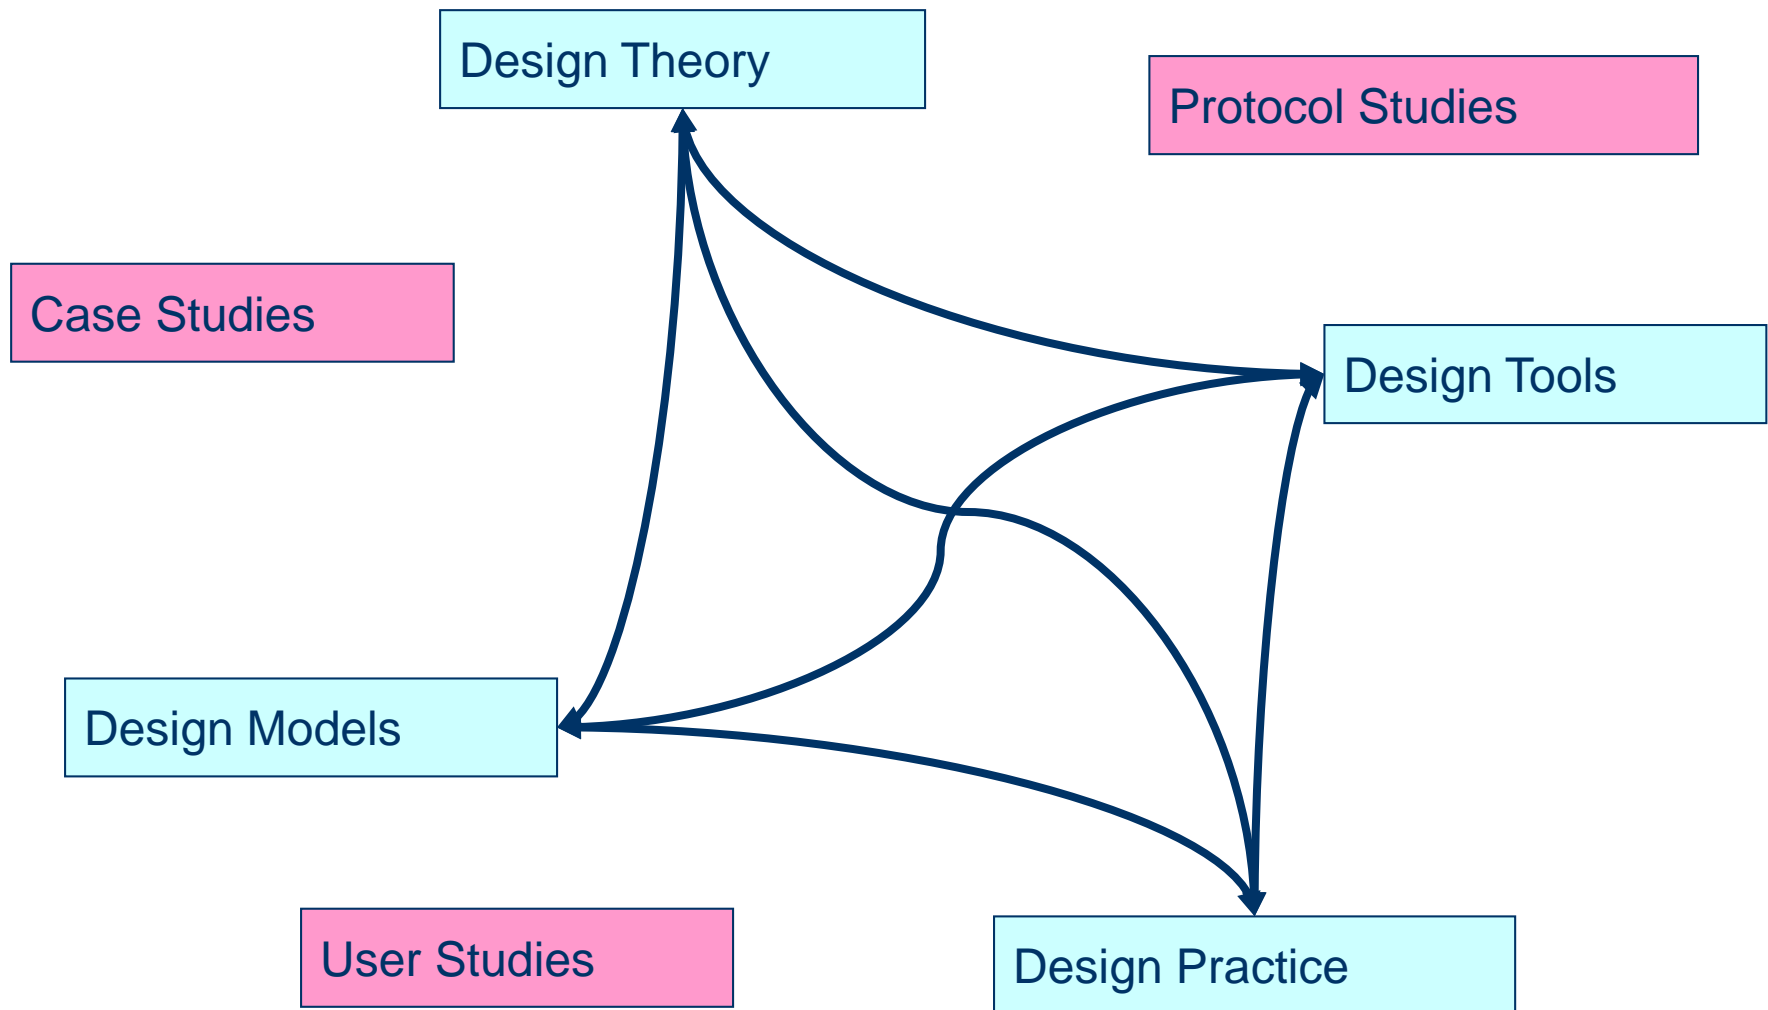 Design Theory
Protocol Studies
Case Studies
Design Tools
Design Models
User Studies
Design Practice